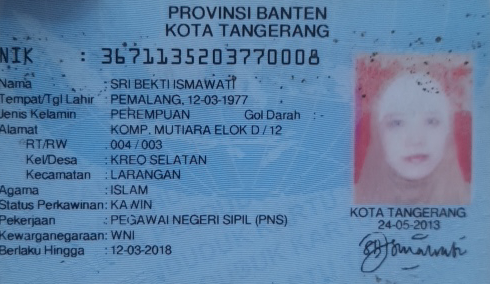 PROVINSI BANTEN
KOTA TANGERANG
NIK : 3671135203770008
Nama : SRI BEKTI ISMAWATI
Tempat/Tgl Lahir : PEMALANG, 12-03-1977
Jenis Kelamin : PEREMPUAN Gol Darah : -
Alamat : KOMP. MUTIARA ELOK D / 12
RT/RW : 004 / 003
Kel/Desa : KREO SELATAN
Kecamatan : LARANGAN
Agama : ISLAM
Status Perkawinan: KAWIN
Pekerjaan : PEGAWAI NEGERI SIPIL (PNS)
Kewarganegaraan: WNI
Berlaku Hingga : 12-03-2018
KOTA TANGERANG
24-05-2013